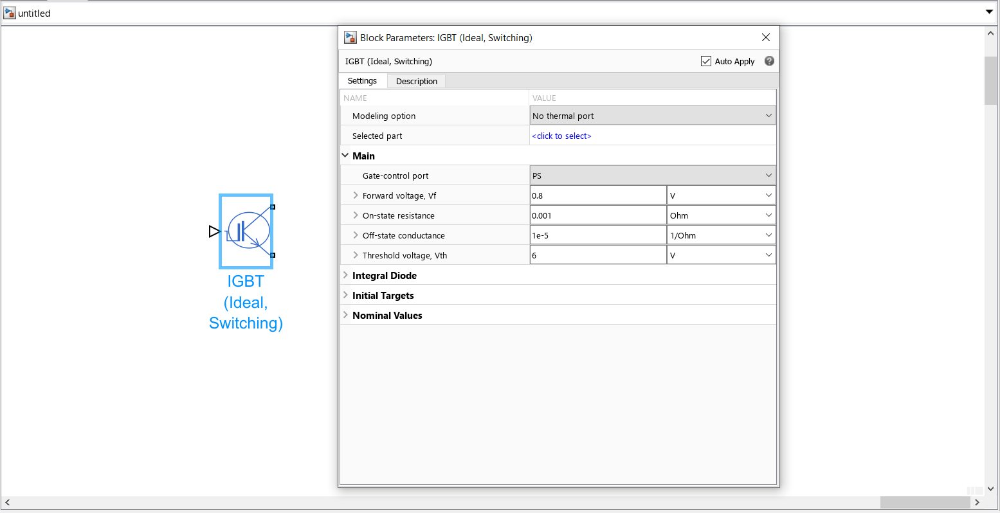 untitled
Block Parameters: IGBT (Ideal, Switching)
IGBT (Ideal, Switching)
Auto Apply
Settings
Description
NAME
VALUE
Modeling option
No thermal port
Selected part
<click to select>
Main
Gate-control port
PS
Forward voltage, Vf
0.8
V
On-state resistance
0.001
Ohm
Off-state conductance
1e-5
1/Ohm
Threshold voltage, Vth
6
V
Integral Diode
Initial Targets
Nominal Values
IGBT
(Ideal,
Switching)